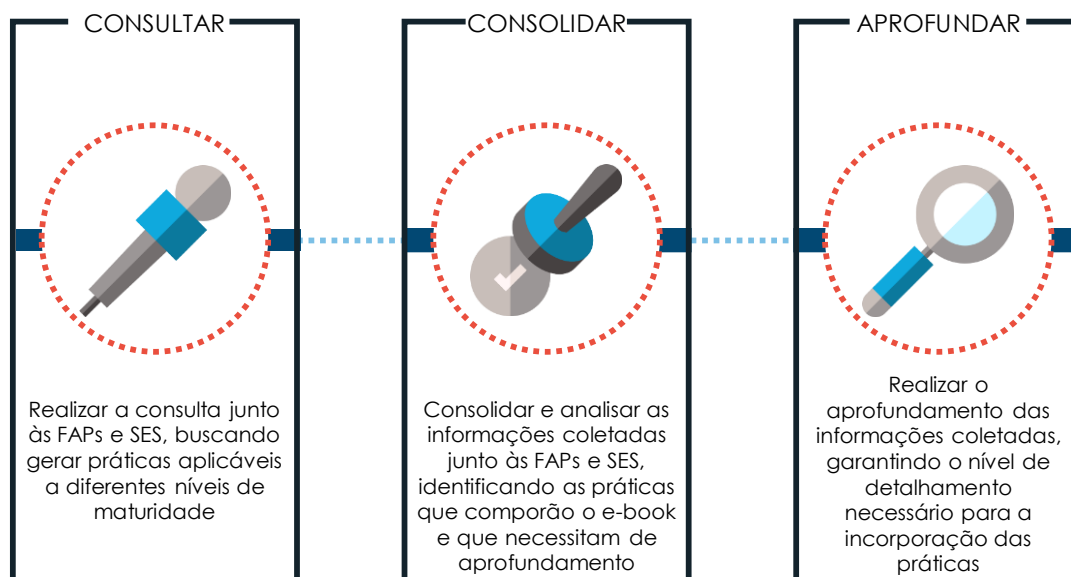 CONSULTAR
Realizar a consulta junto
às FAPs e SES, buscando
gerar práticas aplicáveis
a diferentes níveis de
maturidade
CONSOLIDAR
Consolidar e analisar as
informações coletadas
junto às FAPs e SES,
identificando as práticas
que comporão o e-book
e que necessitam de
aprofundamento
APROFUNDAR
Realizar o
aprofundamento das
informações coletadas,
garantindo o nível de
detalhamento
necessário para a
incorporação das
práticas